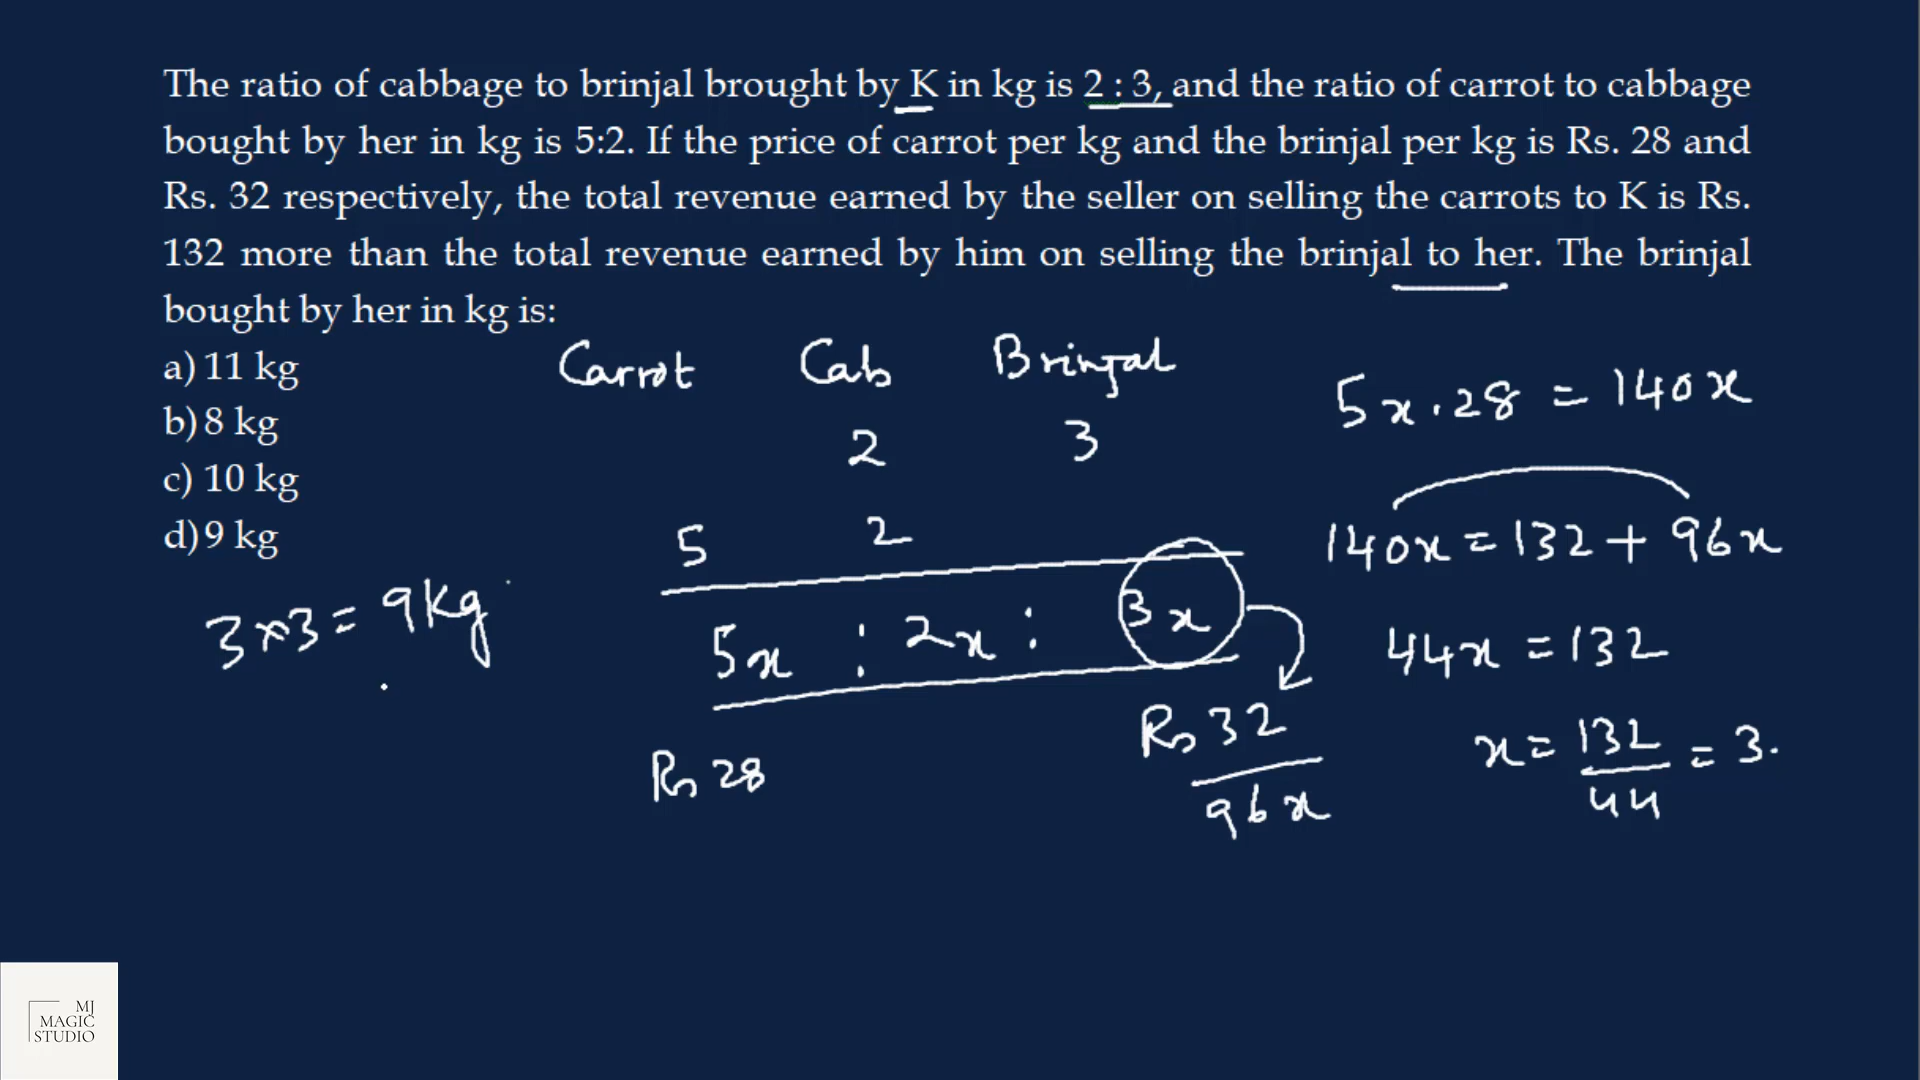 The ratio of cabbage to brinjal brought by K in kg is 2 : 3, and the ratio of carrot to cabbage
bought by her in kg is 5:2. If the price of carrot per kg and the brinjal per kg is Rs. 28 and
Rs. 32 respectively, the total revenue earned by the seller on selling the carrots to K is Rs.
132 more than the total revenue earned by him on selling the brinjal to her. The brinjal
bought by her in kg is:
a) 11 kg
b) 8 kg
c) 10 kg
d) 9 kg
Carrot Cab Brinjal
2 3
5 2
5x : 2x : 3x
Rs 28 Rs 32
96x
5x . 28 = 140x
140x = 132 + 96x
44x = 132
x = 132/44 = 3.
3x3 = 9kg
MJ
MAGIC
STUDIO